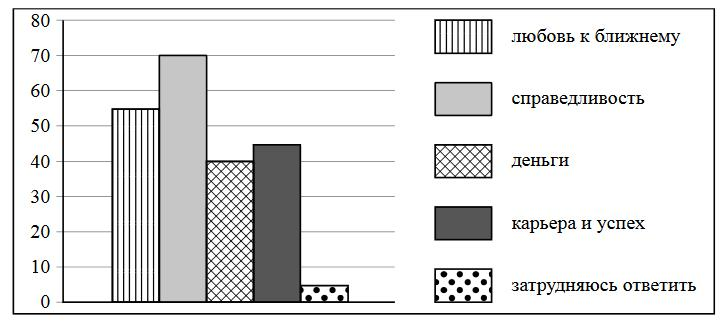 80
70
60
50
40
30
20
10
0
любовь к ближнему
справедливость
деньги
карьера и успех
затрудняюсь ответить